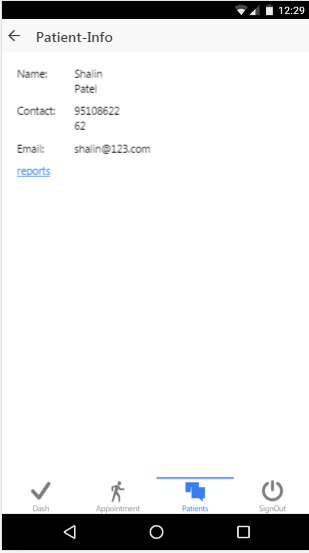 12:29
Patient-Info
Name: Shalin
Patel
Contact: 95108622
62
Email: shalin@123.com
reports
Dash Appointment Patients SignOut